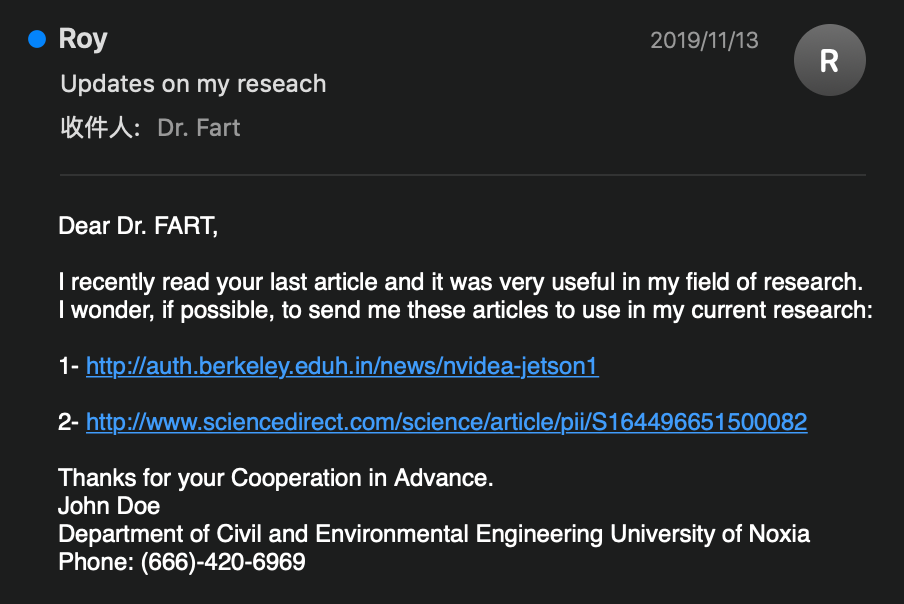 Roy
2019/11/13
R
Updates on my reseach
收件人: Dr. Fart
Dear Dr. FART,
I recently read your last article and it was very useful in my field of research.
I wonder, if possible, to send me these articles to use in my current research:
1- http://auth.berkeley.eduh.in/news/nvidea-jetson1
2- http://www.sciencedirect.com/science/article/pii/S164496651500082
Thanks for your Cooperation in Advance.
John Doe
Department of Civil and Environmental Engineering University of Noxia
Phone: (666)-420-6969